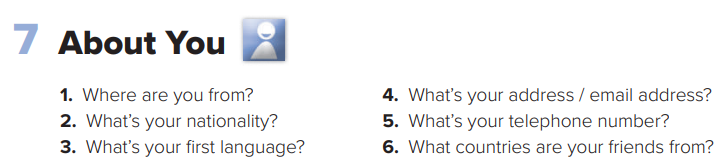 7 About You
1. Where are you from?
2. What's your nationality?
3. What's your first language?
4. What's your address / email address?
5. What's your telephone number?
6. What countries are your friends from?